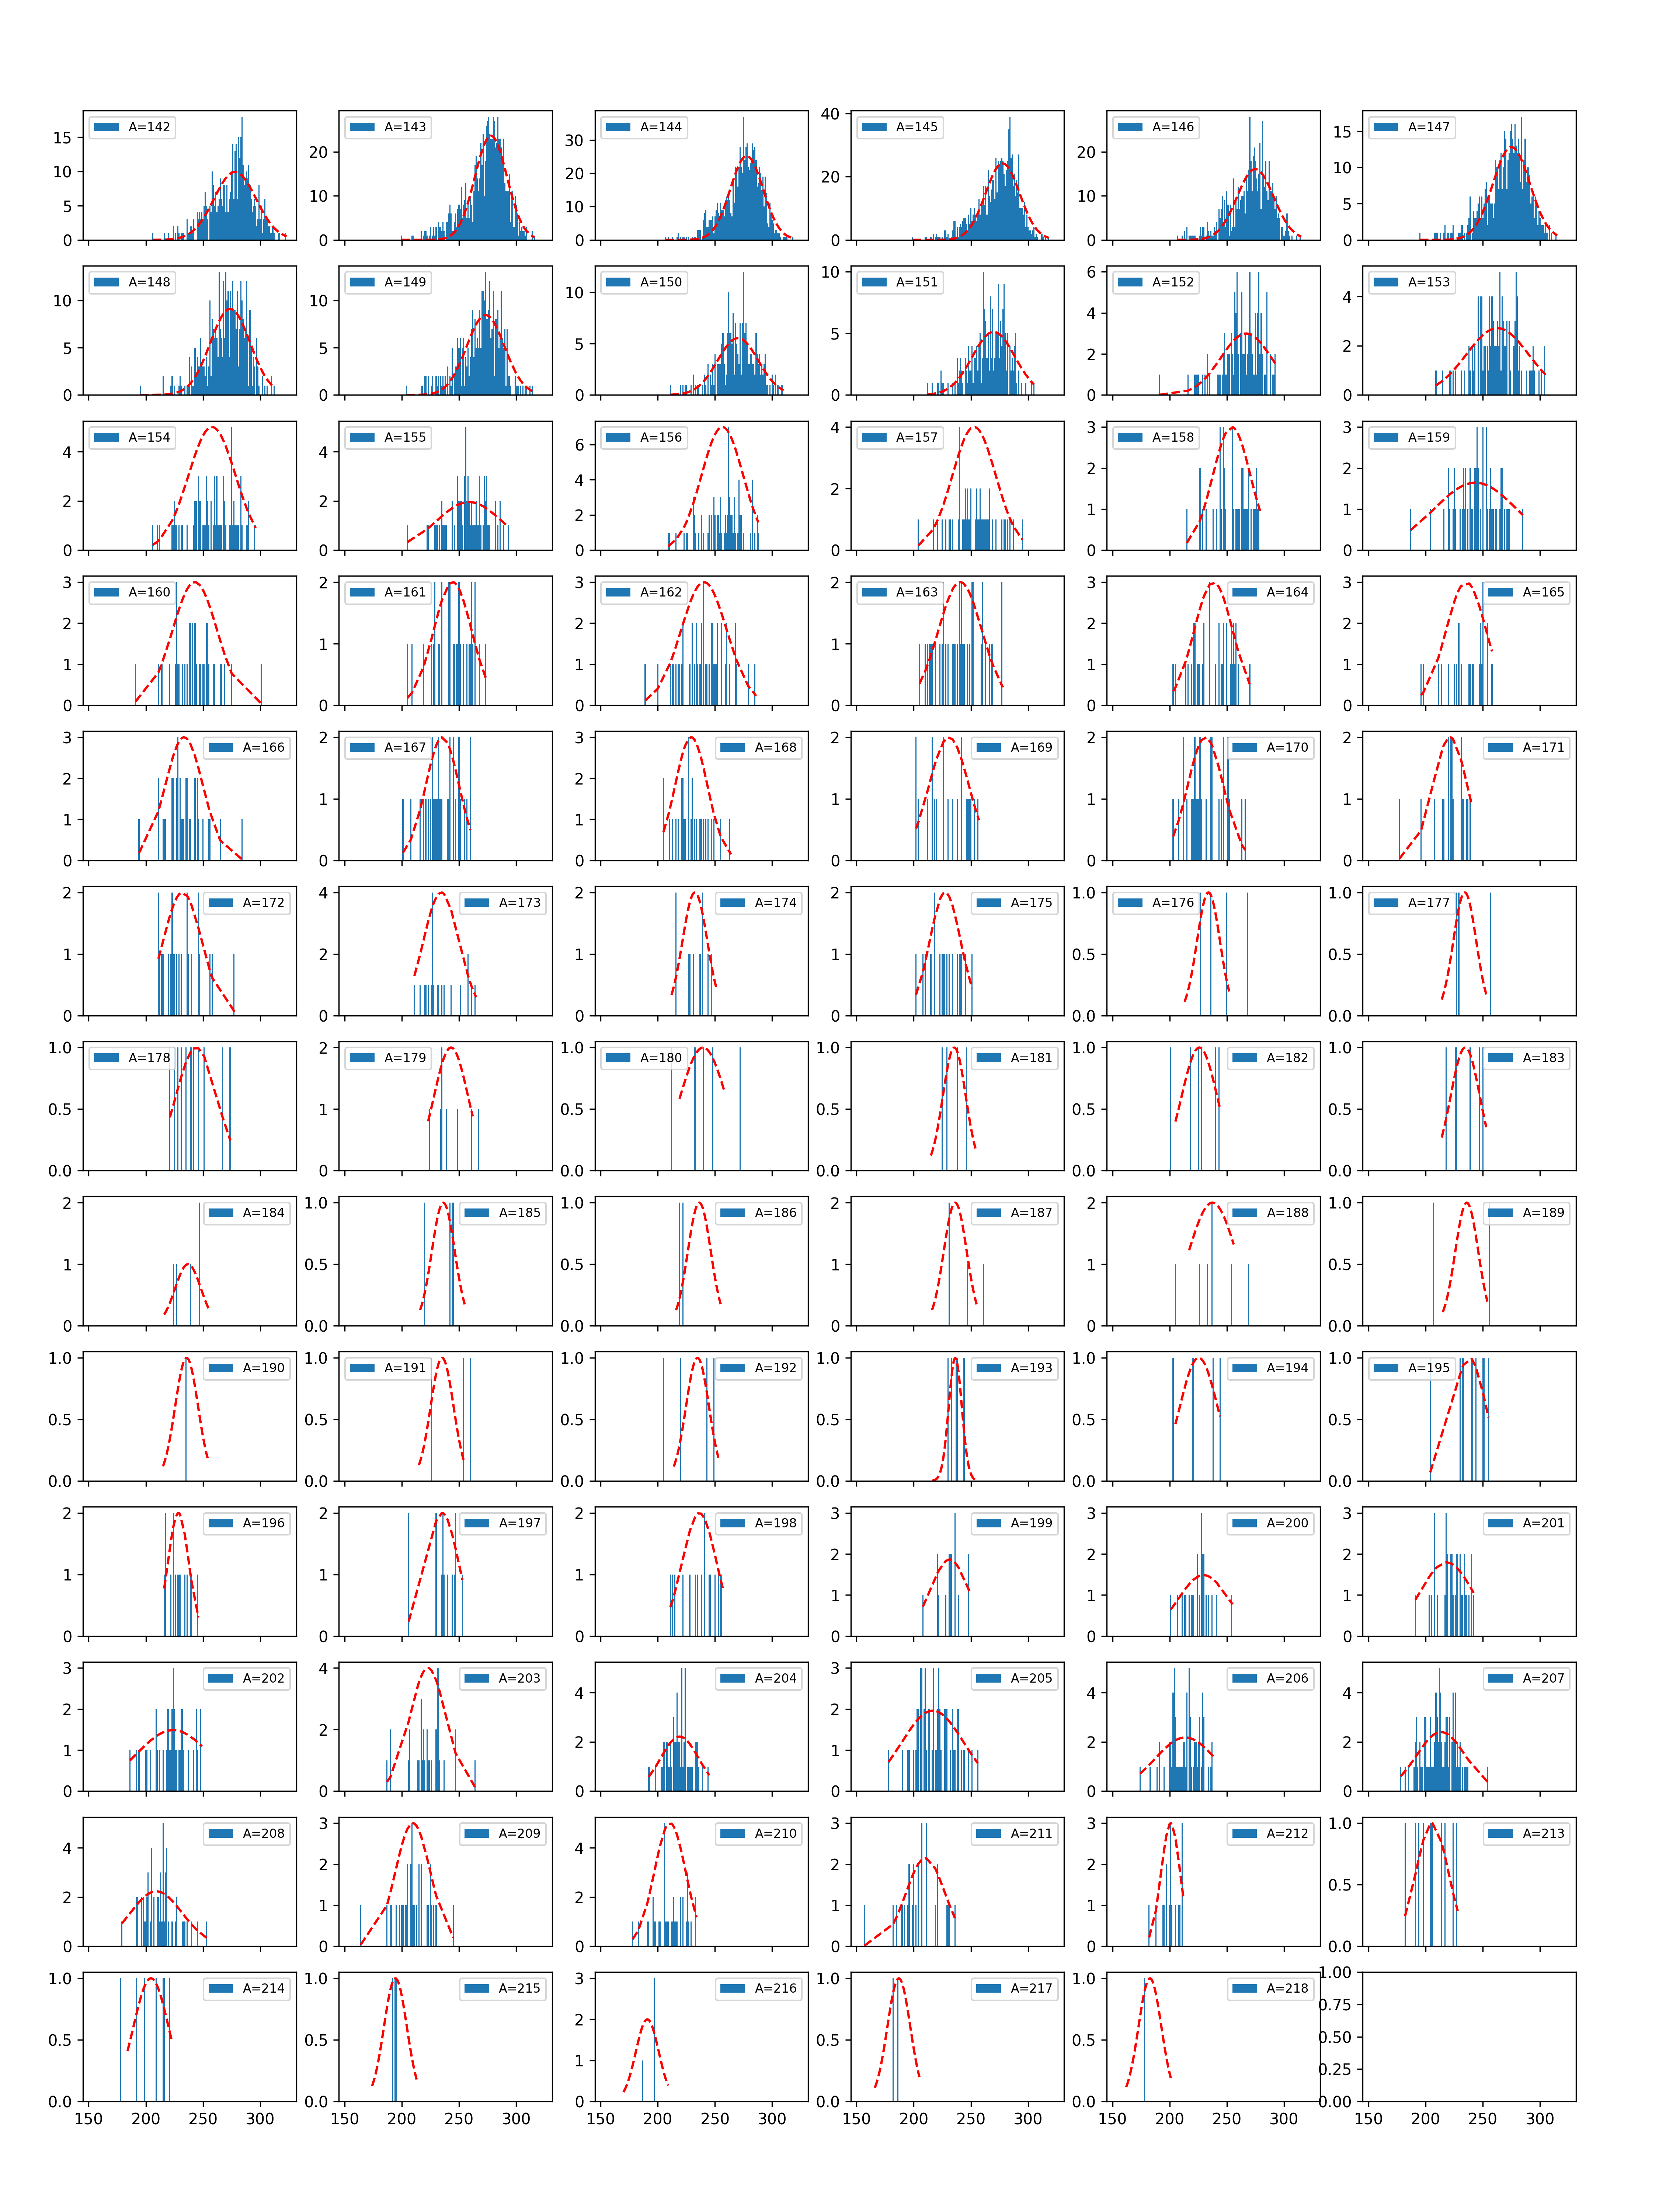 A=142
15 10 5 0
A=143
20 10 0
A=144
30 20 10 0
A=145
40 20 0
A=146
20 10 0
A=147
15 10 5 0
A=148
10 5 0
A=149
10 5 0
A=150
10 5 0
A=151
10 5 0
A=152
6 4 2 0
A=153
4 2 0
A=154
4 2 0
A=155
4 2 0
A=156
6 4 2 0
A=157
4 2 0
A=158
3 2 1 0
A=159
3 2 1 0
A=160
3 2 1 0
A=161
2 1 0
A=162
3 2 1 0
A=163
2 1 0
A=164
3 2 1 0
A=165
3 2 1 0
A=166
3 2 1 0
A=167
2 1 0
A=168
3 2 1 0
A=169
2 1 0
A=170
2 1 0
A=171
2 1 0
A=172
2 1 0
A=173
4 2 0
A=174
2 1 0
A=175
2 1 0
A=176
1.0 0.5 0.0
A=177
1.0 0.5 0.0
A=178
1.0 0.5 0.0
A=179
2 1 0
A=180
1.0 0.5 0.0
A=181
1.0 0.5 0.0
A=182
1.0 0.5 0.0
A=183
1.0 0.5 0.0
A=184
2 1 0
A=185
1.0 0.5 0.0
A=186
1.0 0.5 0.0
A=187
2 1 0
A=188
2 1 0
A=189
1.0 0.5 0.0
A=190
1.0 0.5 0.0
A=191
1.0 0.5 0.0
A=192
1.0 0.5 0.0
A=193
1.0 0.5 0.0
A=194
1.0 0.5 0.0
A=195
1.0 0.5 0.0
A=196
2 1 0
A=197
2 1 0
A=198
2 1 0
A=199
3 2 1 0
A=200
3 2 1 0
A=201
3 2 1 0
A=202
3 2 1 0
A=203
4 2 0
A=204
4 2 0
A=205
3 2 1 0
A=206
4 2 0
A=207
4 2 0
A=208
4 2 0
A=209
3 2 1 0
A=210
4 2 0
A=211
3 2 1 0
A=212
3 2 1 0
A=213
1.0 0.5 0.0
A=214
1.0 0.5 0.0
A=215
1.0 0.5 0.0
A=216
3 2 1 0
A=217
1.0 0.5 0.0
A=218
1.0 0.5 0.0
1.00 0.75 0.50 0.25 0.00
150 200 250 300
150 200 250 300
150 200 250 300
150 200 250 300
150 200 250 300
150 200 250 300